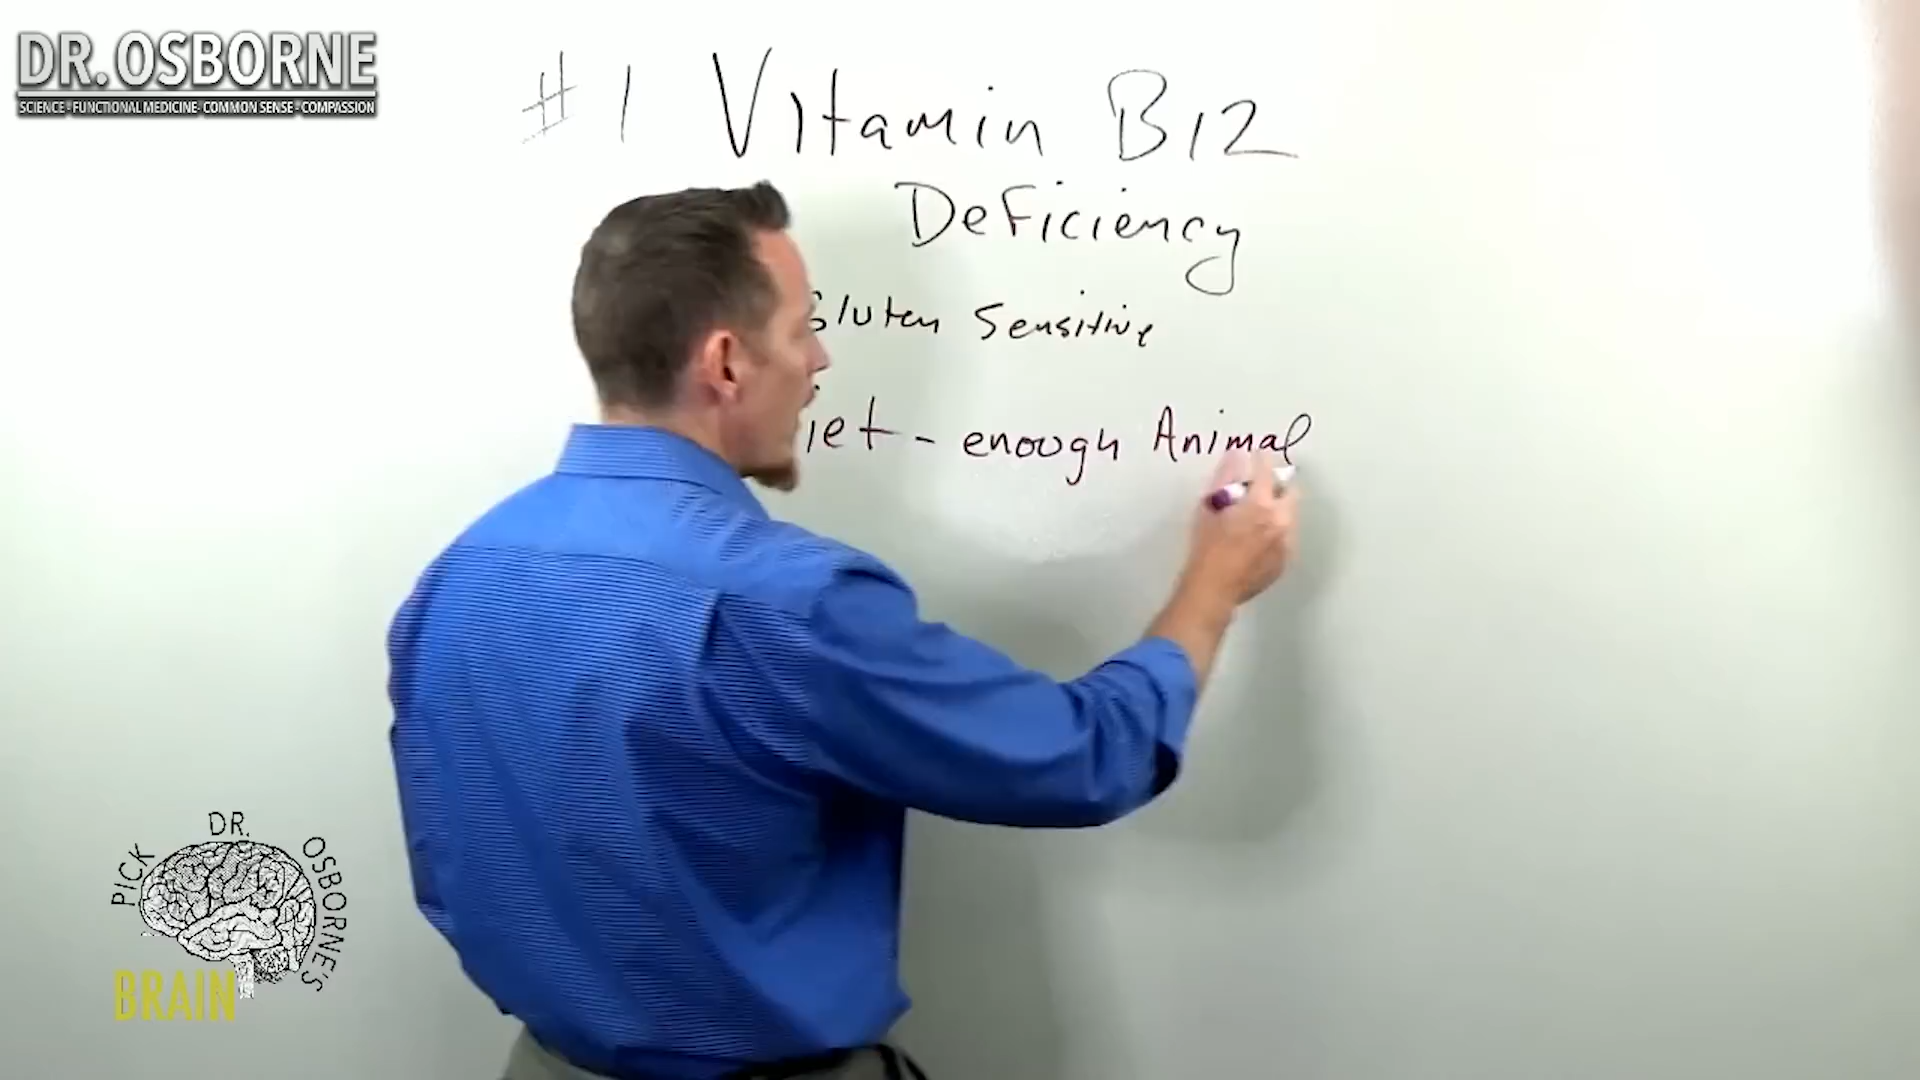 DR. OSBORNE
SCIENCE - FUNCTIONAL MEDICINE - COMMON SENSE - COMPASSION
#1 Vitamin B12
Deficiency
Gluten Sensitive
iet - enough Animal
PICK DR. OSBORNE'S
BRAIN